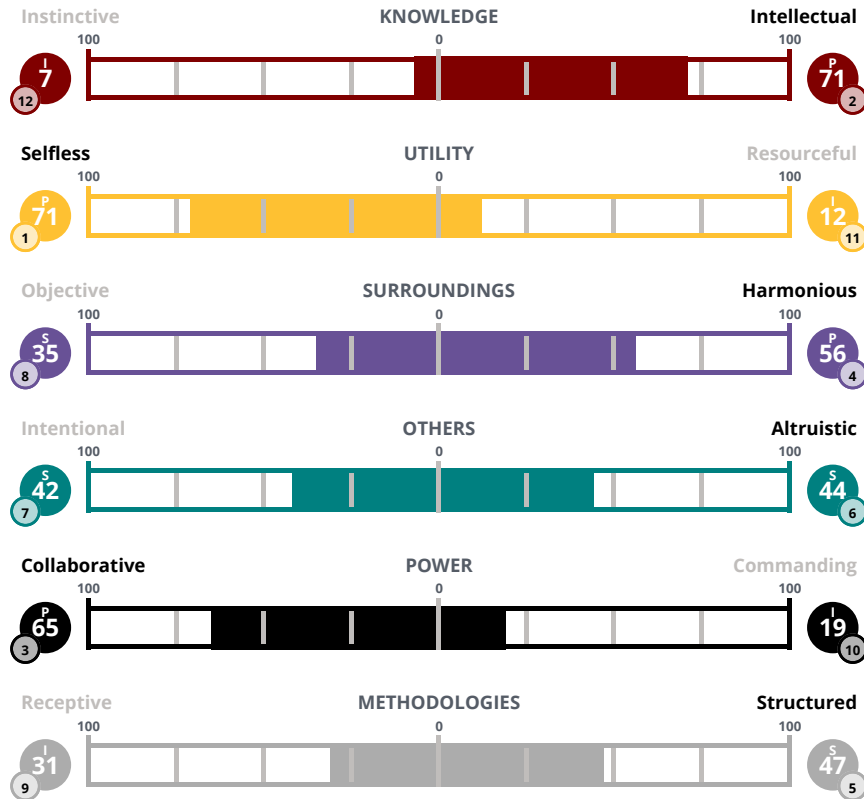 Instinctive KNOWLEDGE Intellectual
100 0 100
I P
7 71
12 2
Selfless UTILITY Resourceful
100 0 100
P I
71 12
1 11
Objective SURROUNDINGS Harmonious
100 0 100
S P
35 56
8 4
Intentional OTHERS Altruistic
100 0 100
S S
42 44
7 6
Collaborative POWER Commanding
100 0 100
P I
65 19
3 10
Receptive METHODOLOGIES Structured
100 0 100
I S
31 47
9 5